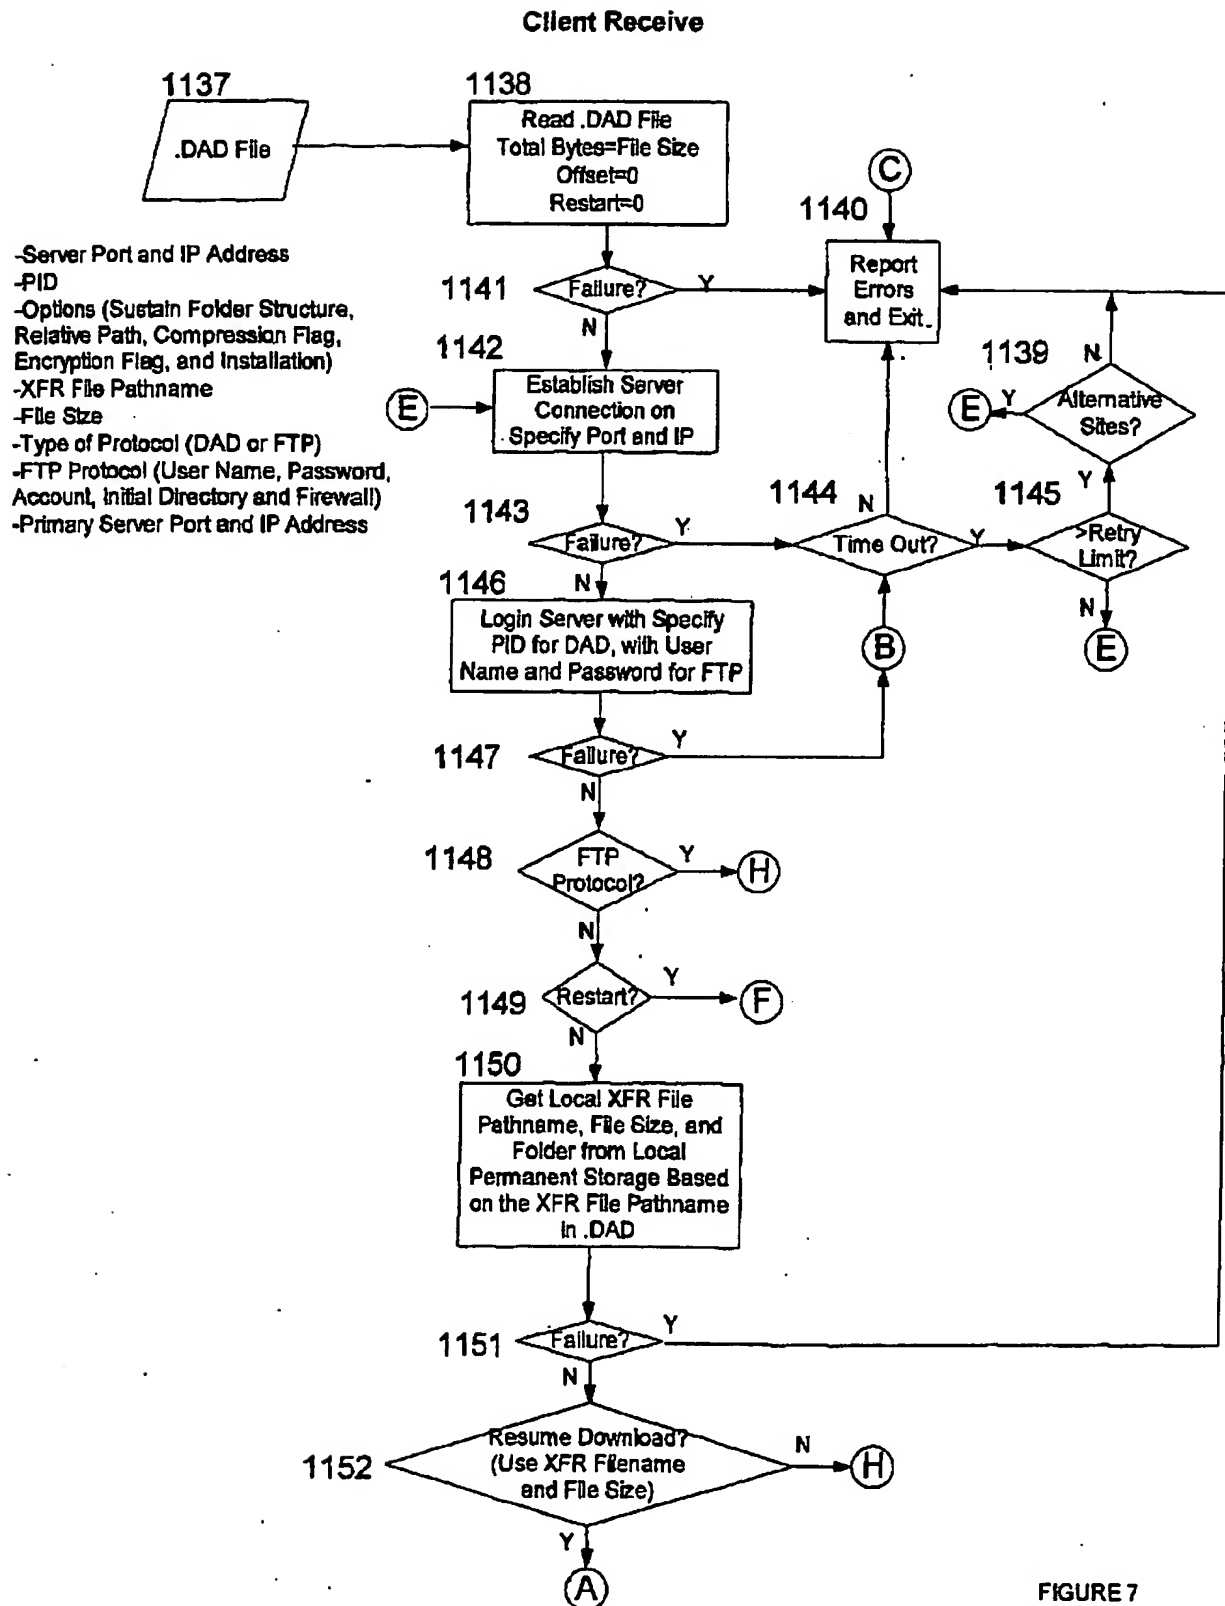 Client Receive
1137
.DAD File
1138
Read .DAD File
Total Bytes=File Size
Offset=0
Restart=0
C
1140
Report
Errors
and Exit
-Server Port and IP Address
-PID
-Options (Sustain Folder Structure,
Relative Path, Compression Flag,
Encryption Flag, and Installation)
-XFR File Pathname
-File Size
-Type of Protocol (DAD or FTP)
-FTP Protocol (User Name, Password,
Account, Initial Directory and Firewall)
-Primary Server Port and IP Address
1141
Failure?
Y
N
1142
E
Establish Server
Connection on
Specify Port and IP
1139
N
E
Y
Alternative
Sites?
1143
Failure?
Y
N
1144
N
Time Out?
Y
1145
Y
>Retry
Limit?
N
E
1146
Login Server with Specify
PID for DAD, with User
Name and Password for FTP
B
1147
Failure?
Y
N
1148
FTP
Protocol?
Y
H
N
1149
Restart?
Y
F
N
1150
Get Local XFR File
Pathname, File Size, and
Folder from Local
Permanent Storage Based
on the XFR File Pathname
in .DAD
1151
Failure?
Y
N
1152
Resume Download?
(Use XFR Filename
and File Size)
N
H
Y
A
FIGURE 7